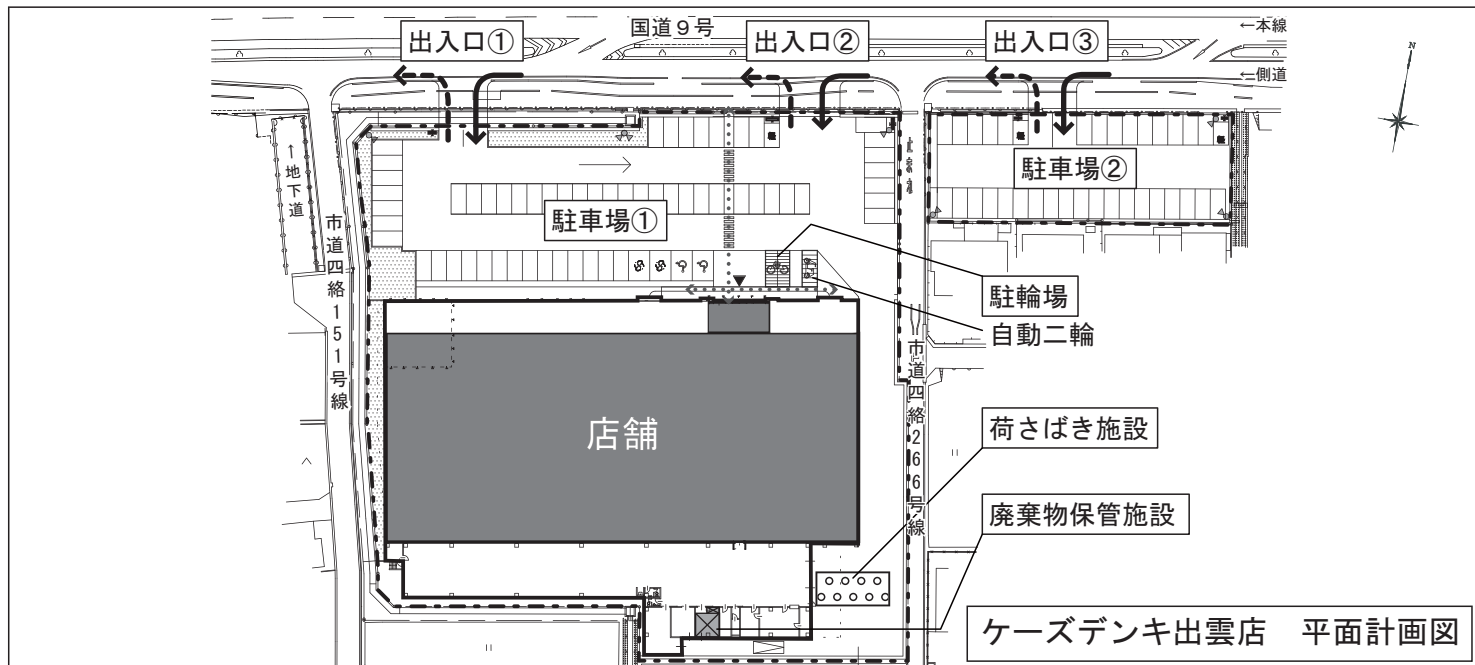 国道9号
←本線
出入口①
出入口②
出入口③
N
←側道
←地下道
駐車場②
駐車場①
市道四絡151号線
駐輪場
自動二輪
市道四絡266号線
店舗
荷さばき施設
廃棄物保管施設
ケーズデンキ出雲店　平面計画図